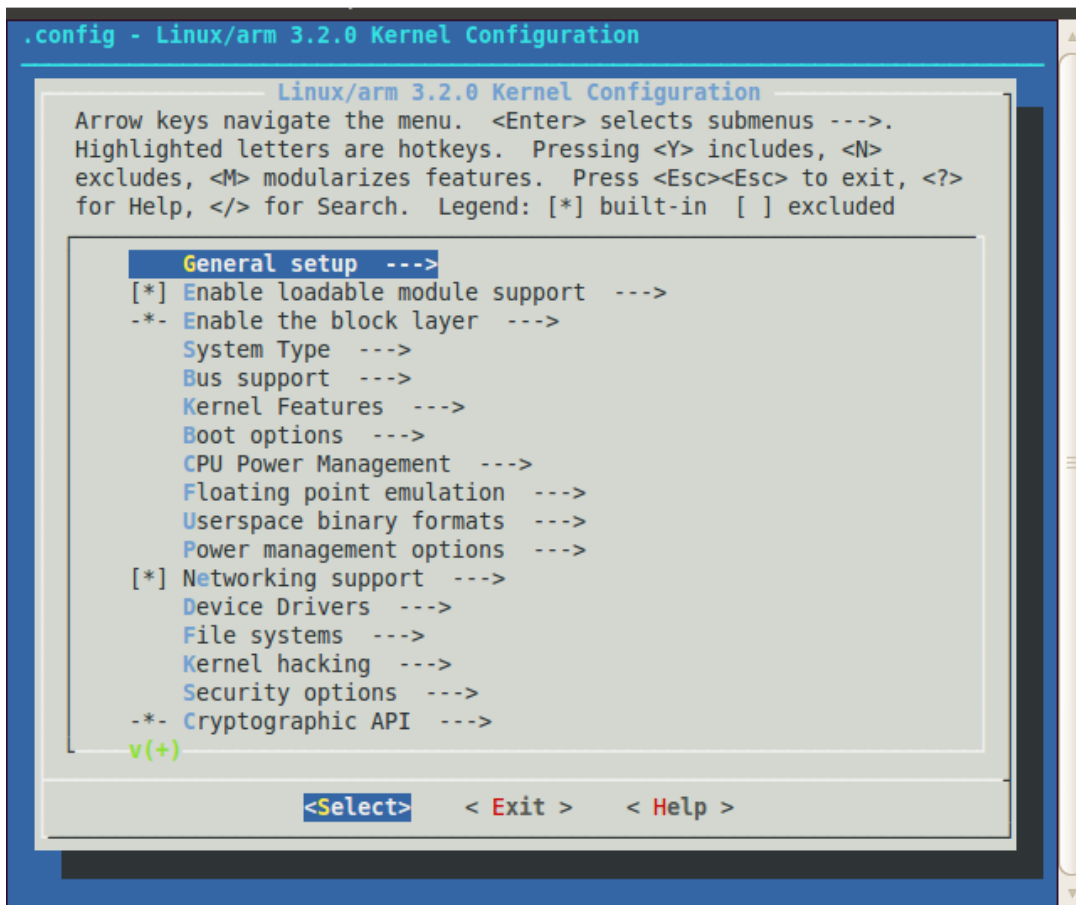 .config - Linux/arm 3.2.0 Kernel Configuration
Linux/arm 3.2.0 Kernel Configuration
Arrow keys navigate the menu.  <Enter> selects submenus --->.
Highlighted letters are hotkeys.  Pressing <Y> includes, <N>
excludes, <M> modularizes features.  Press <Esc><Esc> to exit, <?>
for Help, </> for Search.  Legend: [*] built-in  [ ] excluded
General setup  --->
[*] Enable loadable module support  --->
-*- Enable the block layer  --->
System Type  --->
Bus support  --->
Kernel Features  --->
Boot options  --->
CPU Power Management  --->
Floating point emulation  --->
Userspace binary formats  --->
Power management options  --->
[*] Networking support  --->
Device Drivers  --->
File systems  --->
Kernel hacking  --->
Security options  --->
-*- Cryptographic API  --->
v(+)
<Select>    < Exit >    < Help >